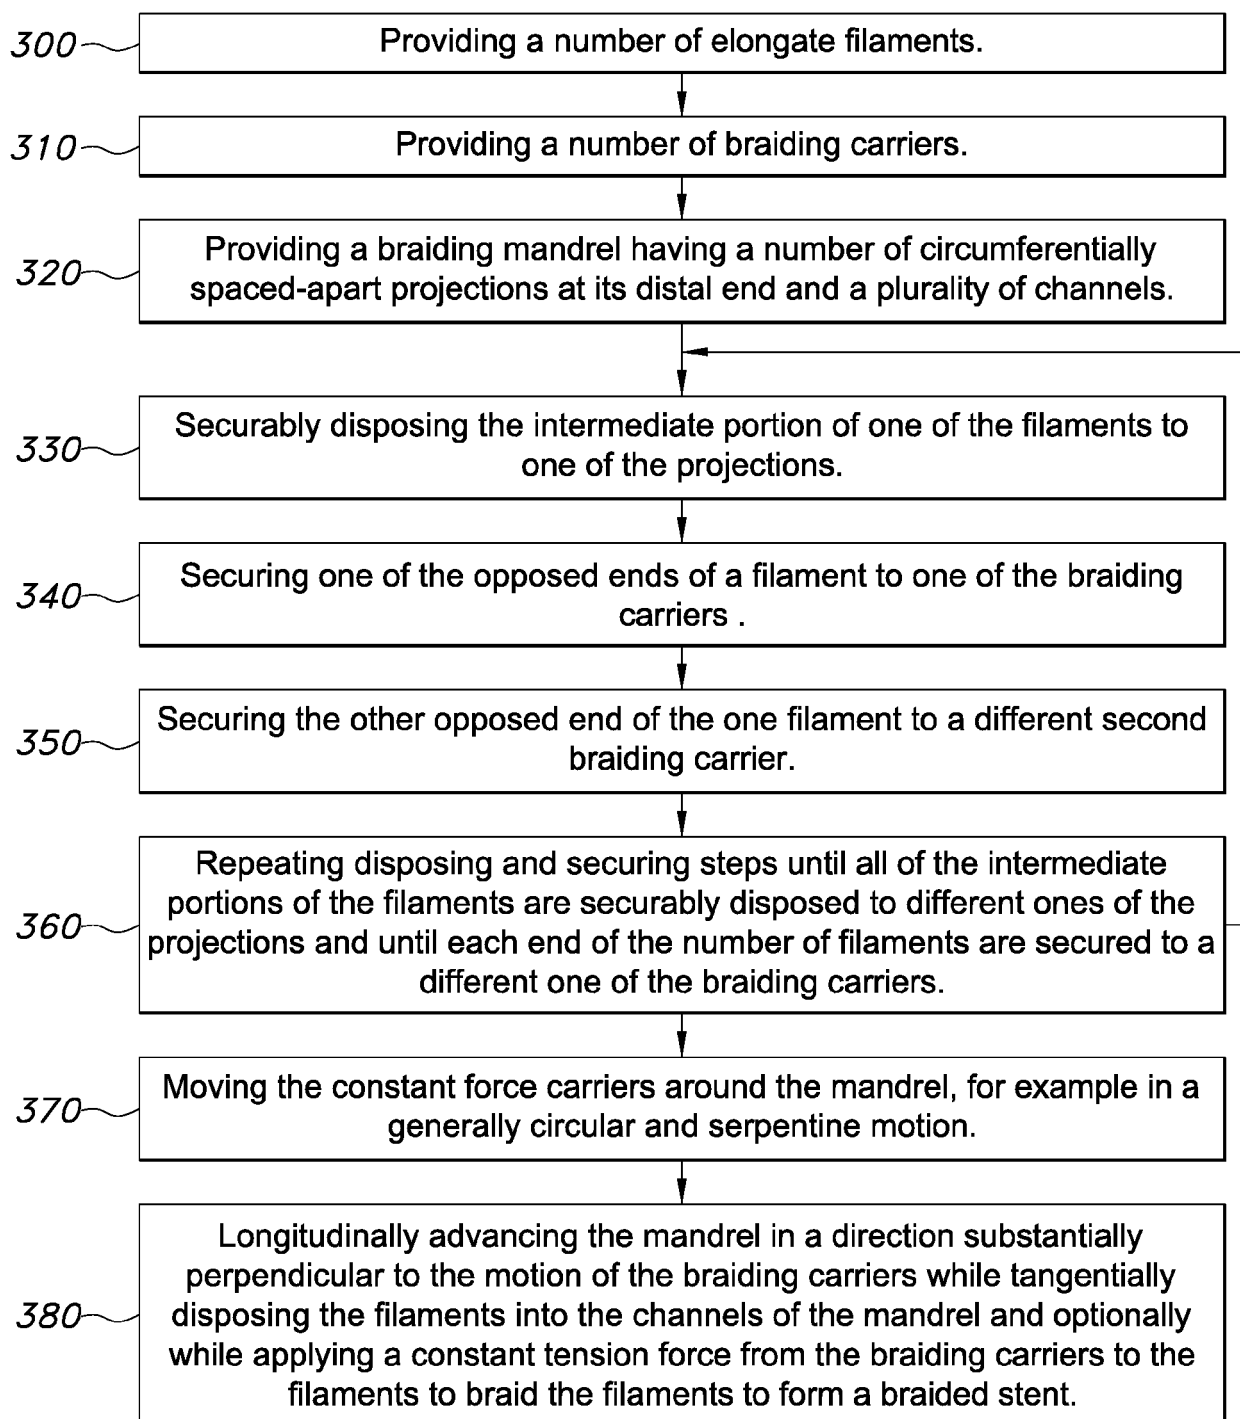 300
Providing a number of elongate filaments.
310
Providing a number of braiding carriers.
320
Providing a braiding mandrel having a number of circumferentially
spaced-apart projections at its distal end and a plurality of channels.
330
Securably disposing the intermediate portion of one of the filaments to
one of the projections.
340
Securing one of the opposed ends of a filament to one of the braiding
carriers .
350
Securing the other opposed end of the one filament to a different second
braiding carrier.
360
Repeating disposing and securing steps until all of the intermediate
portions of the filaments are securably disposed to different ones of the
projections and until each end of the number of filaments are secured to a
different one of the braiding carriers.
370
Moving the constant force carriers around the mandrel, for example in a
generally circular and serpentine motion.
380
Longitudinally advancing the mandrel in a direction substantially
perpendicular to the motion of the braiding carriers while tangentially
disposing the filaments into the channels of the mandrel and optionally
while applying a constant tension force from the braiding carriers to the
filaments to braid the filaments to form a braided stent.